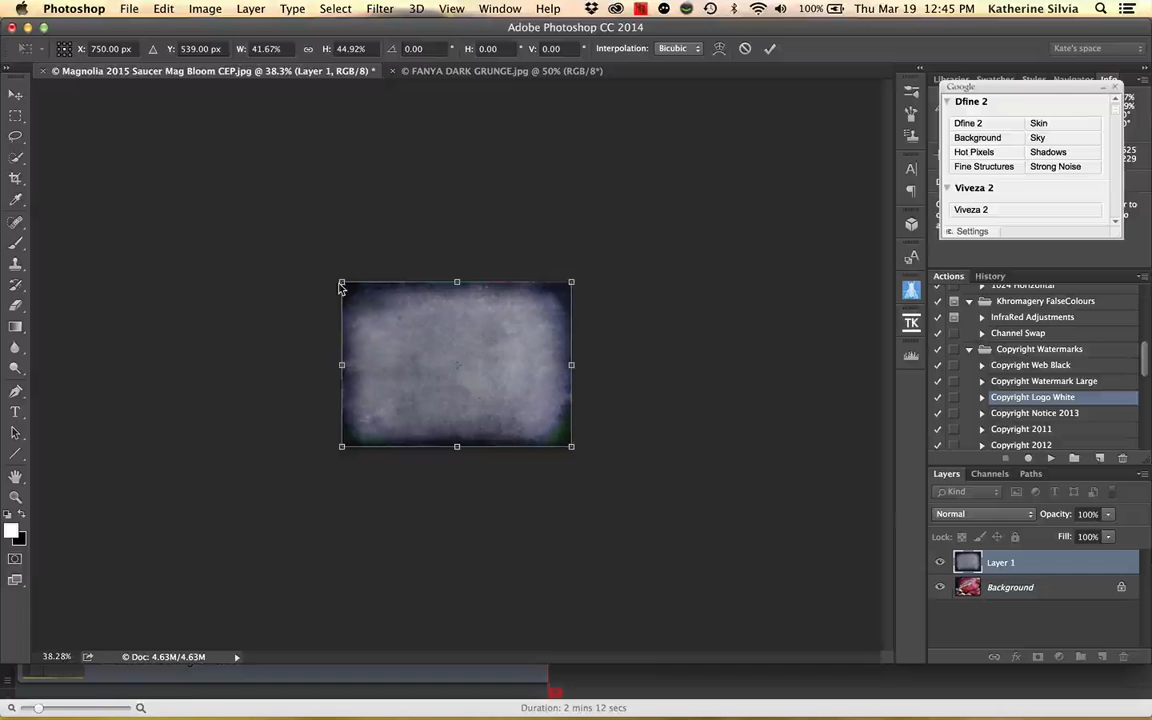 Photoshop File Edit Image Layer Type Select Filter 3D View Window Help 100% Thu Mar 19 12:45 PM Katherine Silvia
Adobe Photoshop CC 2014
X: 750.00 px Y: 539.00 px W: 41.67% H: 44.92% 0.00 ° H: 0.00 ° V: 0.00 ° Interpolation: Bicubic Kate's space
© Magnolia 2015 Saucer Mag Bloom CEP.jpg @ 38.3% (Layer 1, RGB/8) * © FANYA DARK GRUNGE.jpg @ 50% (RGB/8*)
Libraries Swatches Styles Navigator Info
Google
Dfine 2
Dfine 2 Skin
Background Sky
Hot Pixels Shadows
Fine Structures Strong Noise
Viveza 2
Viveza 2
Settings
Actions History
1024 Horizontal
Khromagery FalseColours
InfraRed Adjustments
Channel Swap
Copyright Watermarks
Copyright Web Black
Copyright Watermark Large
Copyright Logo White
Copyright Notice 2013
Copyright 2011
Copyright 2012
Layers Channels Paths
Kind
Normal Opacity: 100%
Lock: Fill: 100%
Layer 1
Background
38.28% © Doc: 4.63M/4.63M
Duration: 2 mins 12 secs